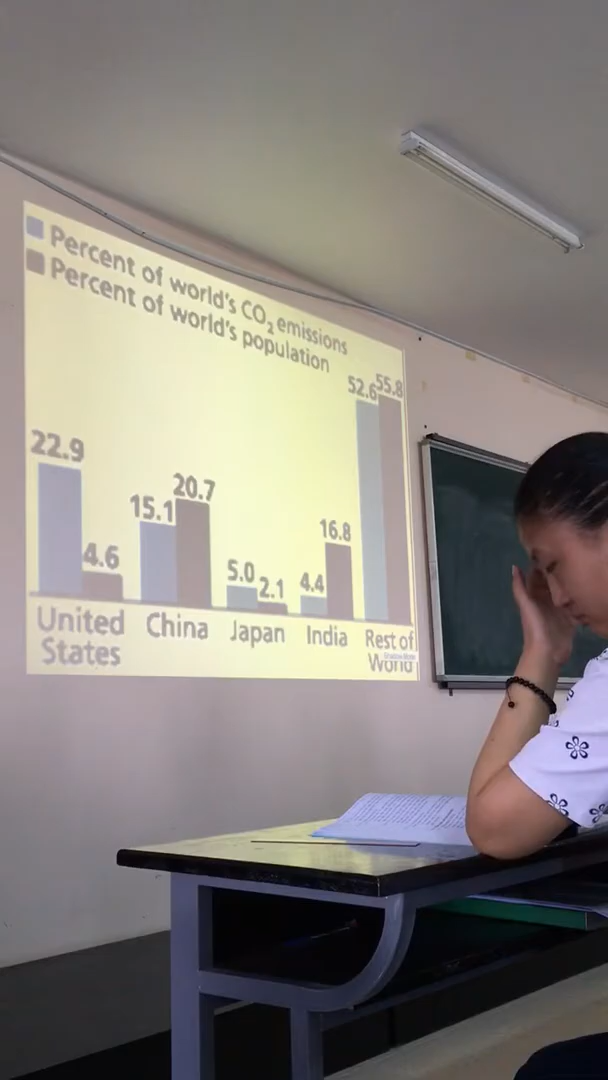 Percent of world's CO₂ emissions
Percent of world's population
22.9
4.6
15.1
20.7
5.0
2.1
4.4
16.8
52.6
55.8
United
States
China
Japan
India
Rest of
World